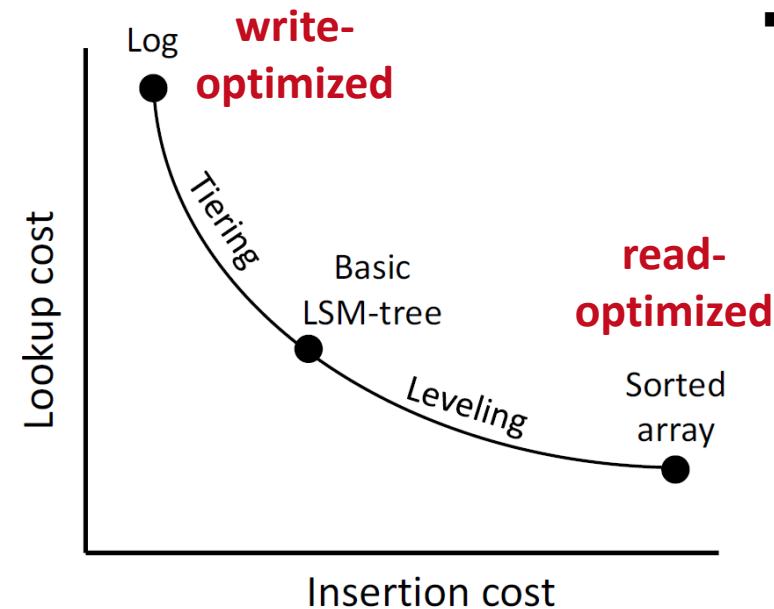 Log
write-
optimized
Tiering
Basic
LSM-tree
read-
optimized
Leveling
Sorted
array
Lookup cost
Insertion cost